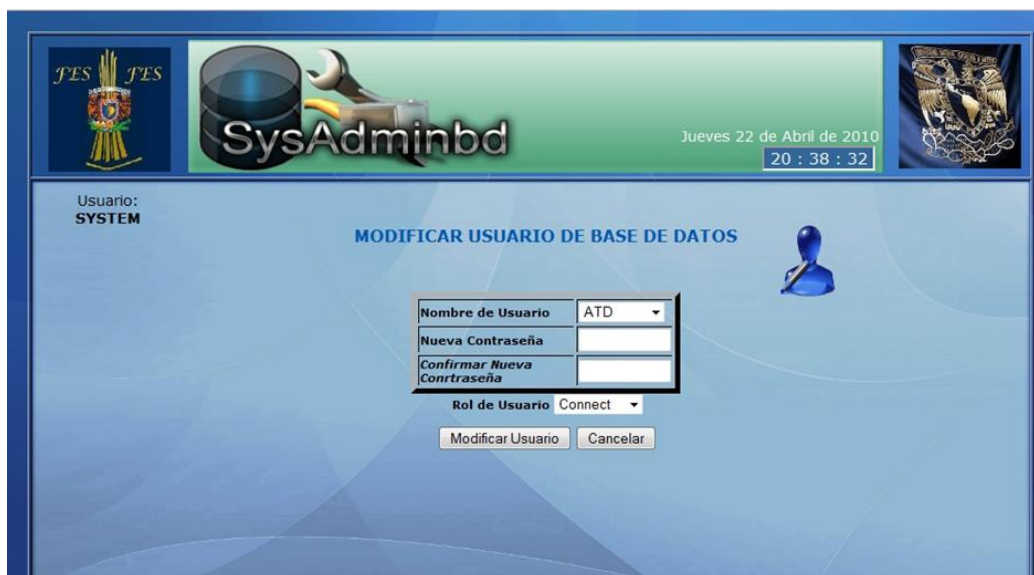 FES FES
SysAdminbd
Jueves 22 de Abril de 2010
20 : 38 : 32
Usuario:
SYSTEM
MODIFICAR USUARIO DE BASE DE DATOS
Nombre de Usuario ATD
Nueva Contraseña
Confirmar Nueva
Conrtraseña
Rol de Usuario Connect
Modificar Usuario Cancelar